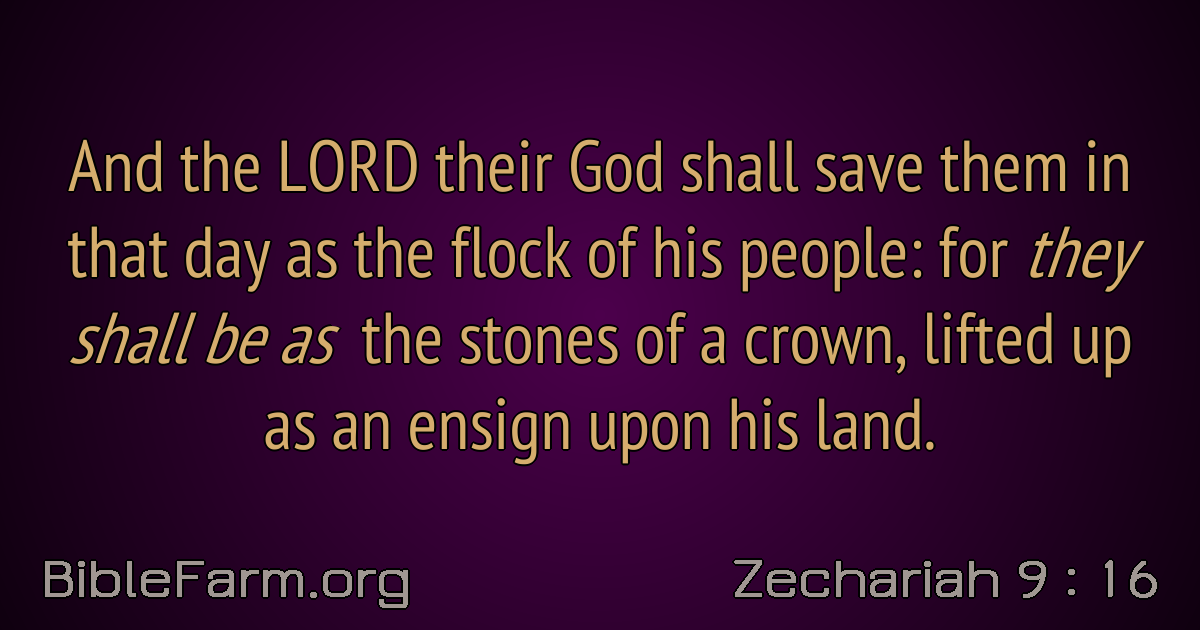 And the LORD their God shall save them in
that day as the flock of his people: for they
shall be as the stones of a crown, lifted up
as an ensign upon his land.
BibleFarm.org
Zechariah 9 : 16